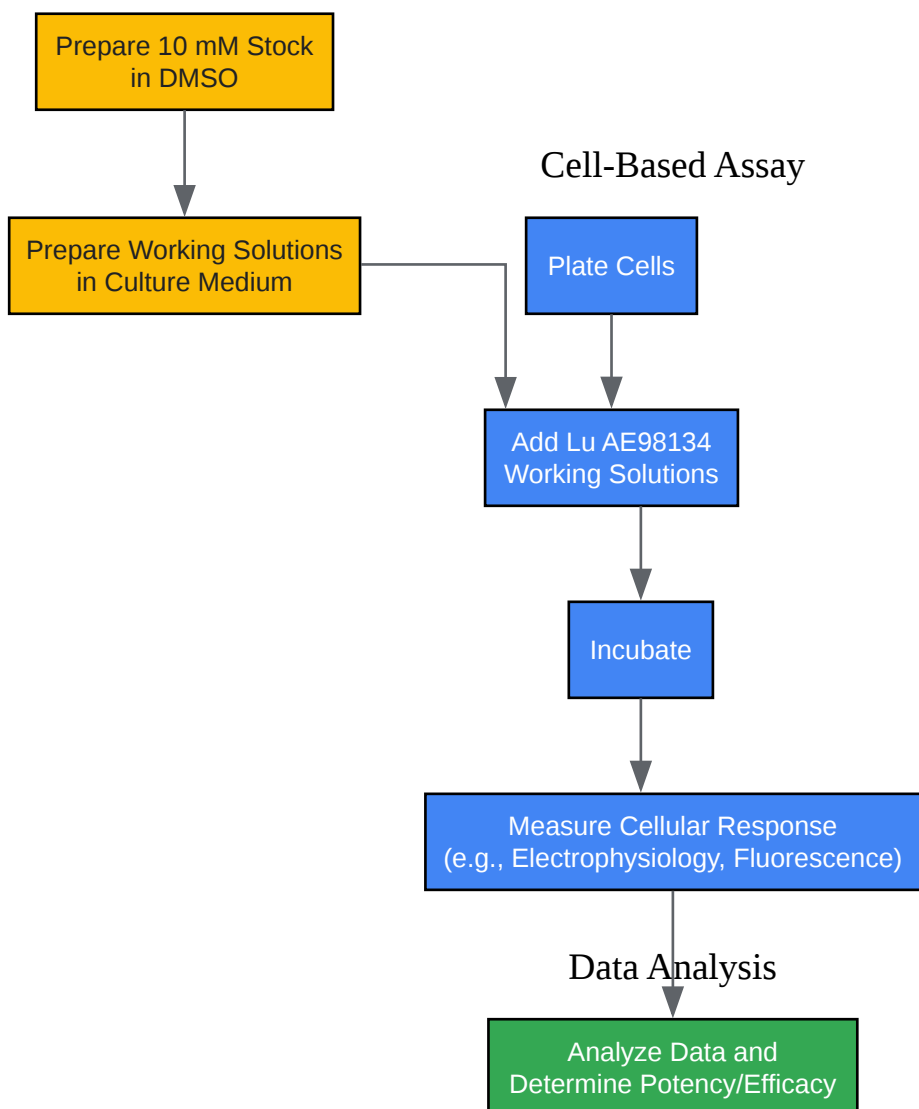 Prepare 10 mM Stock
in DMSO
Cell-Based Assay
Prepare Working Solutions
in Culture Medium
Plate Cells
Add Lu AE98134
Working Solutions
Incubate
Measure Cellular Response
(e.g., Electrophysiology, Fluorescence)
Data Analysis
Analyze Data and
Determine Potency/Efficacy